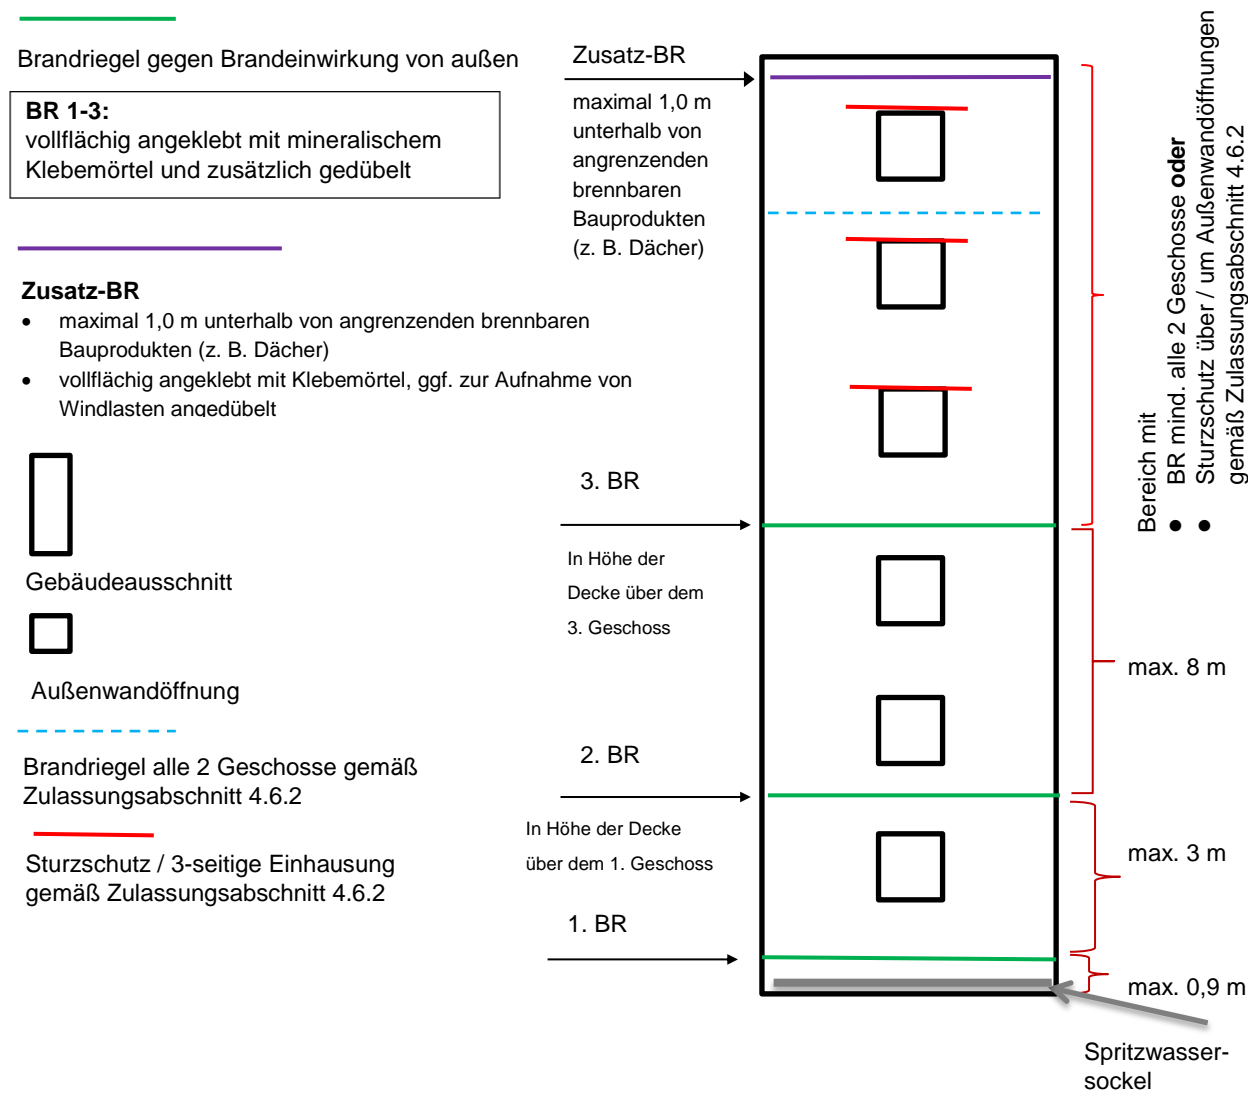 Brandriegel gegen Brandeinwirkung von außen
BR 1-3:
vollflächig angeklebt mit mineralischem
Klebemörtel und zusätzlich gedübelt
Zusatz-BR
• maximal 1,0 m unterhalb von angrenzenden brennbaren
Bauprodukten (z. B. Dächer)
• vollflächig angeklebt mit Klebemörtel, ggf. zur Aufnahme von
Windlasten angedübelt
Gebäudeausschnitt
Außenwandöffnung
Brandriegel alle 2 Geschosse gemäß
Zulassungsabschnitt 4.6.2
Sturzschutz / 3-seitige Einhausung
gemäß Zulassungsabschnitt 4.6.2
Zusatz-BR
maximal 1,0 m
unterhalb von
angrenzenden
brennbaren
Bauprodukten
(z. B. Dächer)
3. BR
In Höhe der
Decke über dem
3. Geschoss
2. BR
In Höhe der Decke
über dem 1. Geschoss
1. BR
Bereich mit
• BR mind. alle 2 Geschosse oder
• Sturzschutz über / um Außenwandöffnungen
gemäß Zulassungsabschnitt 4.6.2
max. 8 m
max. 3 m
max. 0,9 m
Spritzwasser-
sockel